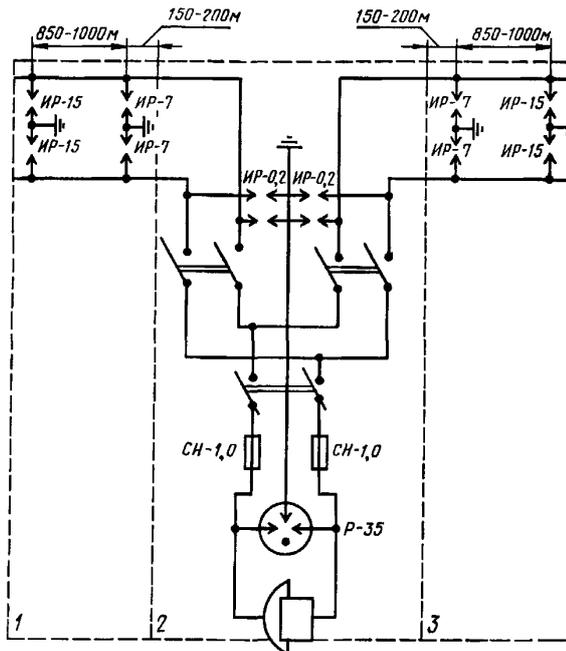 150-200м 150-200м
850-1000м 850-1000м
ИР-15 ИР-7 ИР-7 ИР-15
ИР-15 ИР-7 ИР-7 ИР-15
ИР-0,2 ИР-0,2
СН-1,0 СН-1,0
Р-35
1 2 3